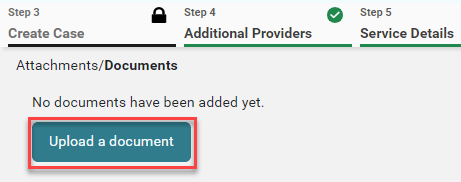 Step 3
Create Case
Step 4
Additional Providers
Step 5
Service Details
Attachments/Documents
No documents have been added yet.
Upload a document